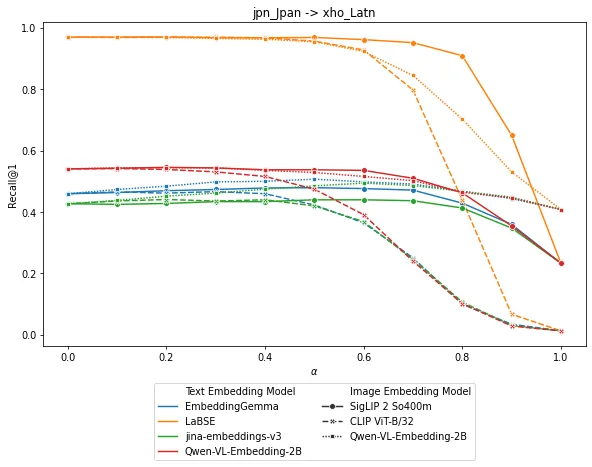 jpn_Jpan -> xho_Latn
Recall@1
1.0
0.8
0.6
0.4
0.2
0.0
0.0 0.2 0.4 0.6 0.8 1.0
α
Text Embedding Model Image Embedding Model
EmbeddingGemma SigLIP 2 So400m
LaBSE CLIP ViT-B/32
jina-embeddings-v3 Qwen-VL-Embedding-2B
Qwen-VL-Embedding-2B